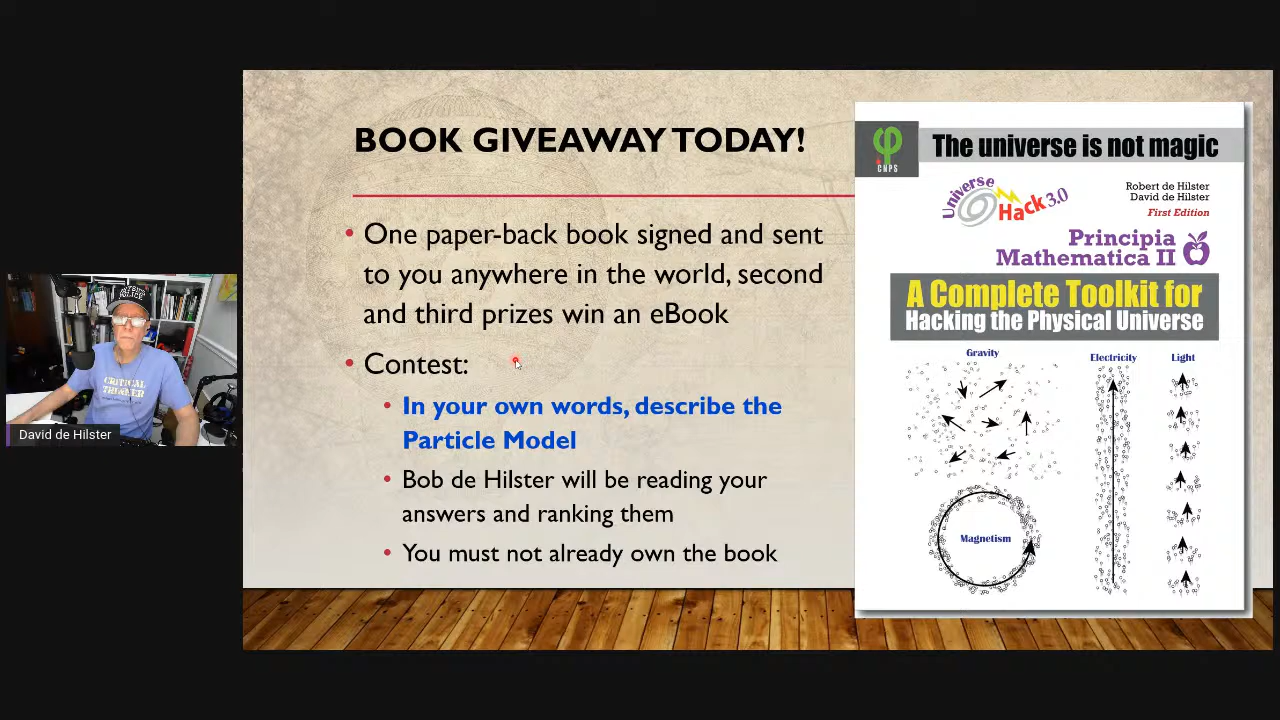 BOOK GIVEAWAY TODAY!
• One paper-back book signed and sent
to you anywhere in the world, second
and third prizes win an eBook
• Contest:
• In your own words, describe the
Particle Model
• Bob de Hilster will be reading your
answers and ranking them
• You must not already own the book
CNPS
The universe is not magic
Universe
Hack 3.0
Robert de Hilster
David de Hilster
First Edition
Principia
Mathematica II
A Complete Toolkit for
Hacking the Physical Universe
Gravity
Electricity
Light
Magnetism
CRITICAL
THINKER
David de Hilster